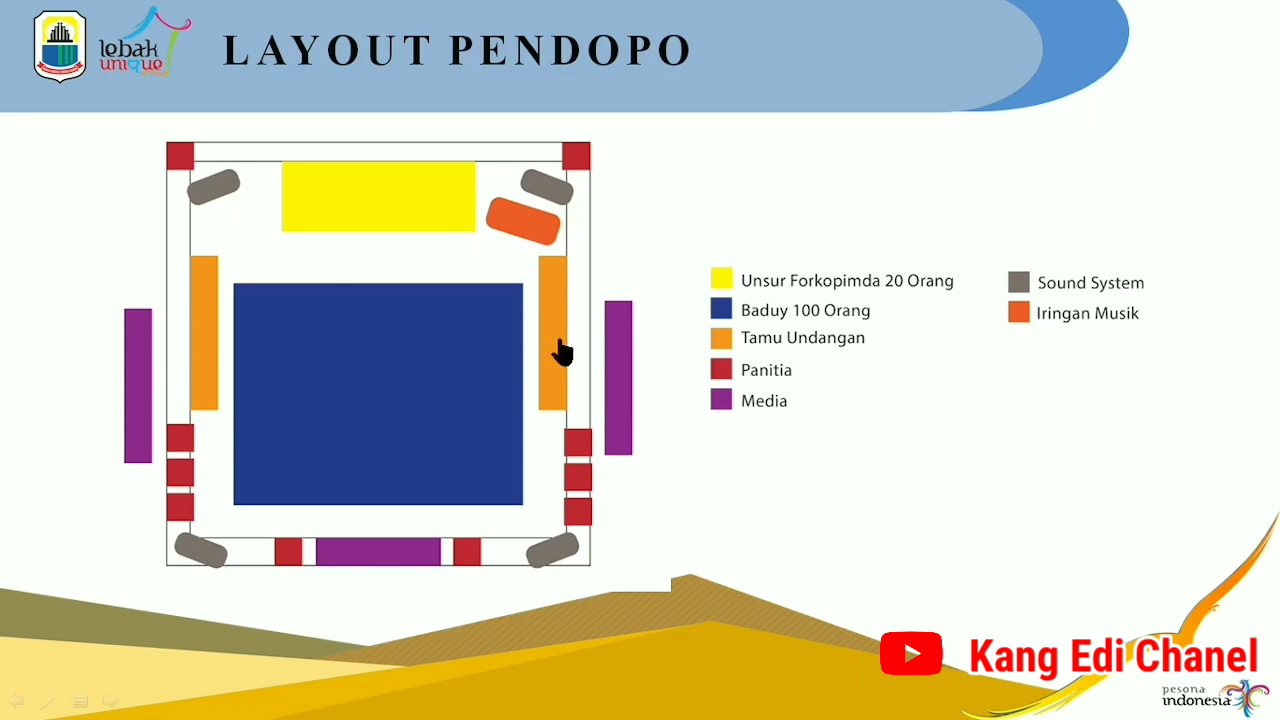 lebak
unique
LAYOUT PENDOPO
Unsur Forkopimda 20 Orang
Baduy 100 Orang
Tamu Undangan
Panitia
Media
Sound System
Iringan Musik
Kang Edi Chanel
pesona
indonesia